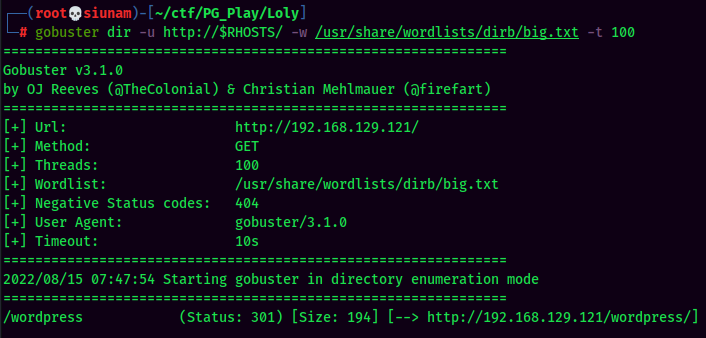 ┌──(root💀siunam)-[~/ctf/PG_Play/Loly]
└─# gobuster dir -u http://$RHOSTS/ -w /usr/share/wordlists/dirb/big.txt -t 100
===============================================================
Gobuster v3.1.0
by OJ Reeves (@TheColonial) & Christian Mehlmauer (@firefart)
===============================================================
[+] Url:                     http://192.168.129.121/
[+] Method:                  GET
[+] Threads:                 100
[+] Wordlist:                /usr/share/wordlists/dirb/big.txt
[+] Negative Status codes:   404
[+] User Agent:              gobuster/3.1.0
[+] Timeout:                 10s
===============================================================
2022/08/15 07:47:54 Starting gobuster in directory enumeration mode
===============================================================
/wordpress            (Status: 301) [Size: 194] [--> http://192.168.129.121/wordpress/]